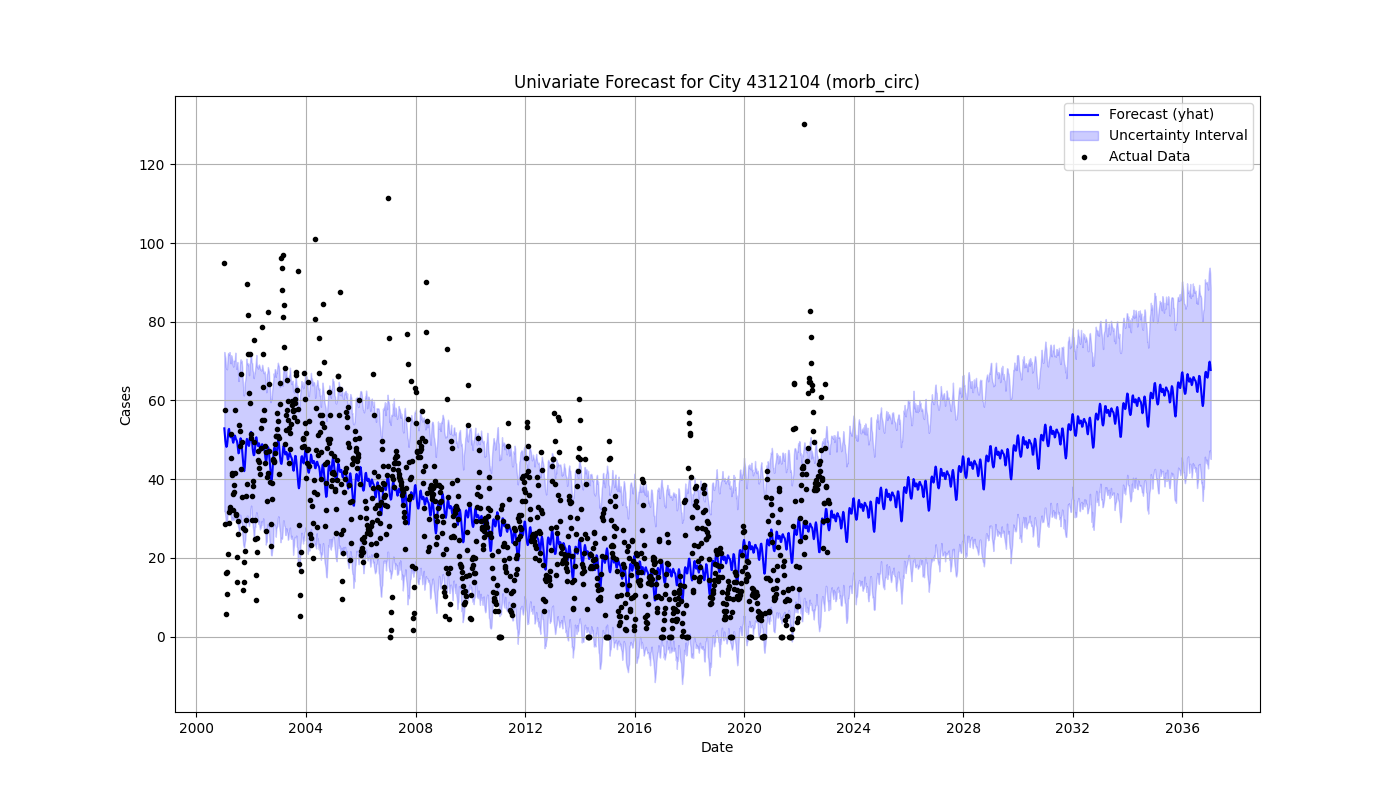 Univariate Forecast for City 4312104 (morb_circ)
Forecast (yhat)
Uncertainty Interval
Actual Data
Cases
120
100
80
60
40
20
0
2000 2004 2008 2012 2016 2020 2024 2028 2032 2036
Date